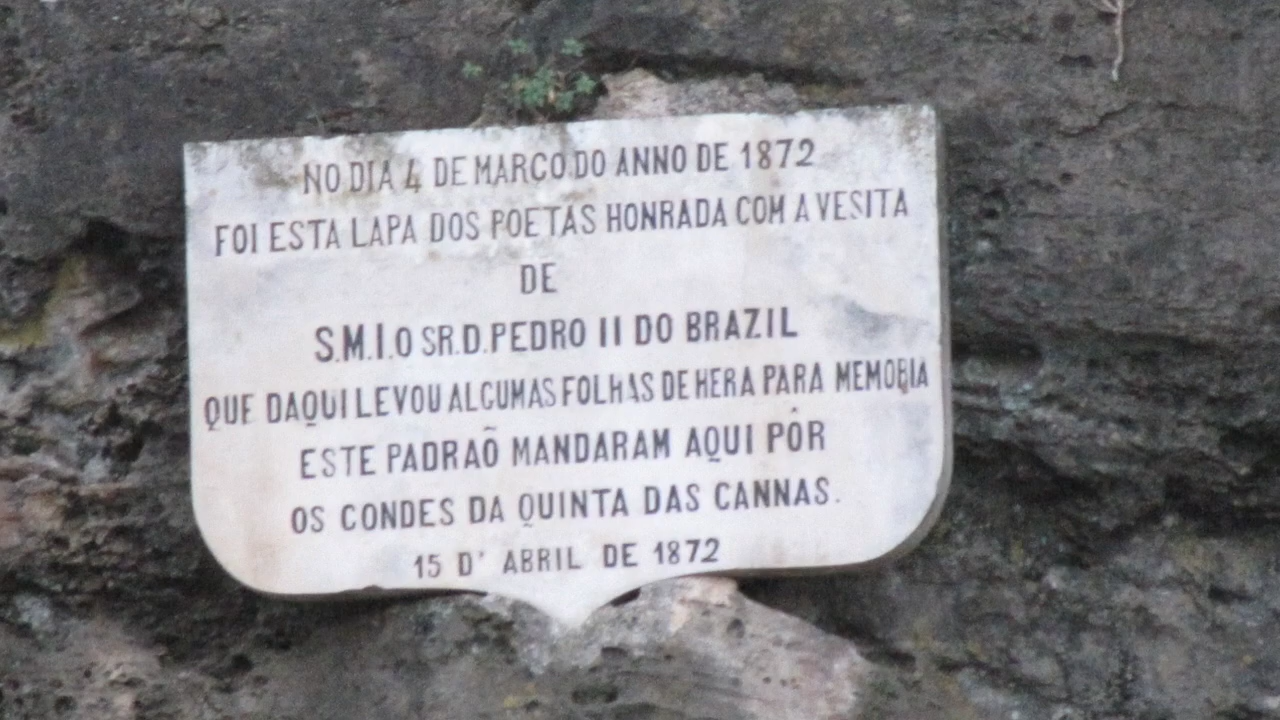 NO DIA 4 DE MARCO DO ANNO DE 1872
FOI ESTA LAPA DOS POETAS HONRADA COM A VESITA
DE
S.M.I.O SR.D.PEDRO II DO BRAZIL
QUE DAQUI LEVOU ALGUMAS FOLHAS DE HERA PARA MEMORIA
ESTE PADRAÕ MANDARAM AQUI PÔR
OS CONDES DA QUINTA DAS CANNAS.
15 D' ABRIL DE 1872